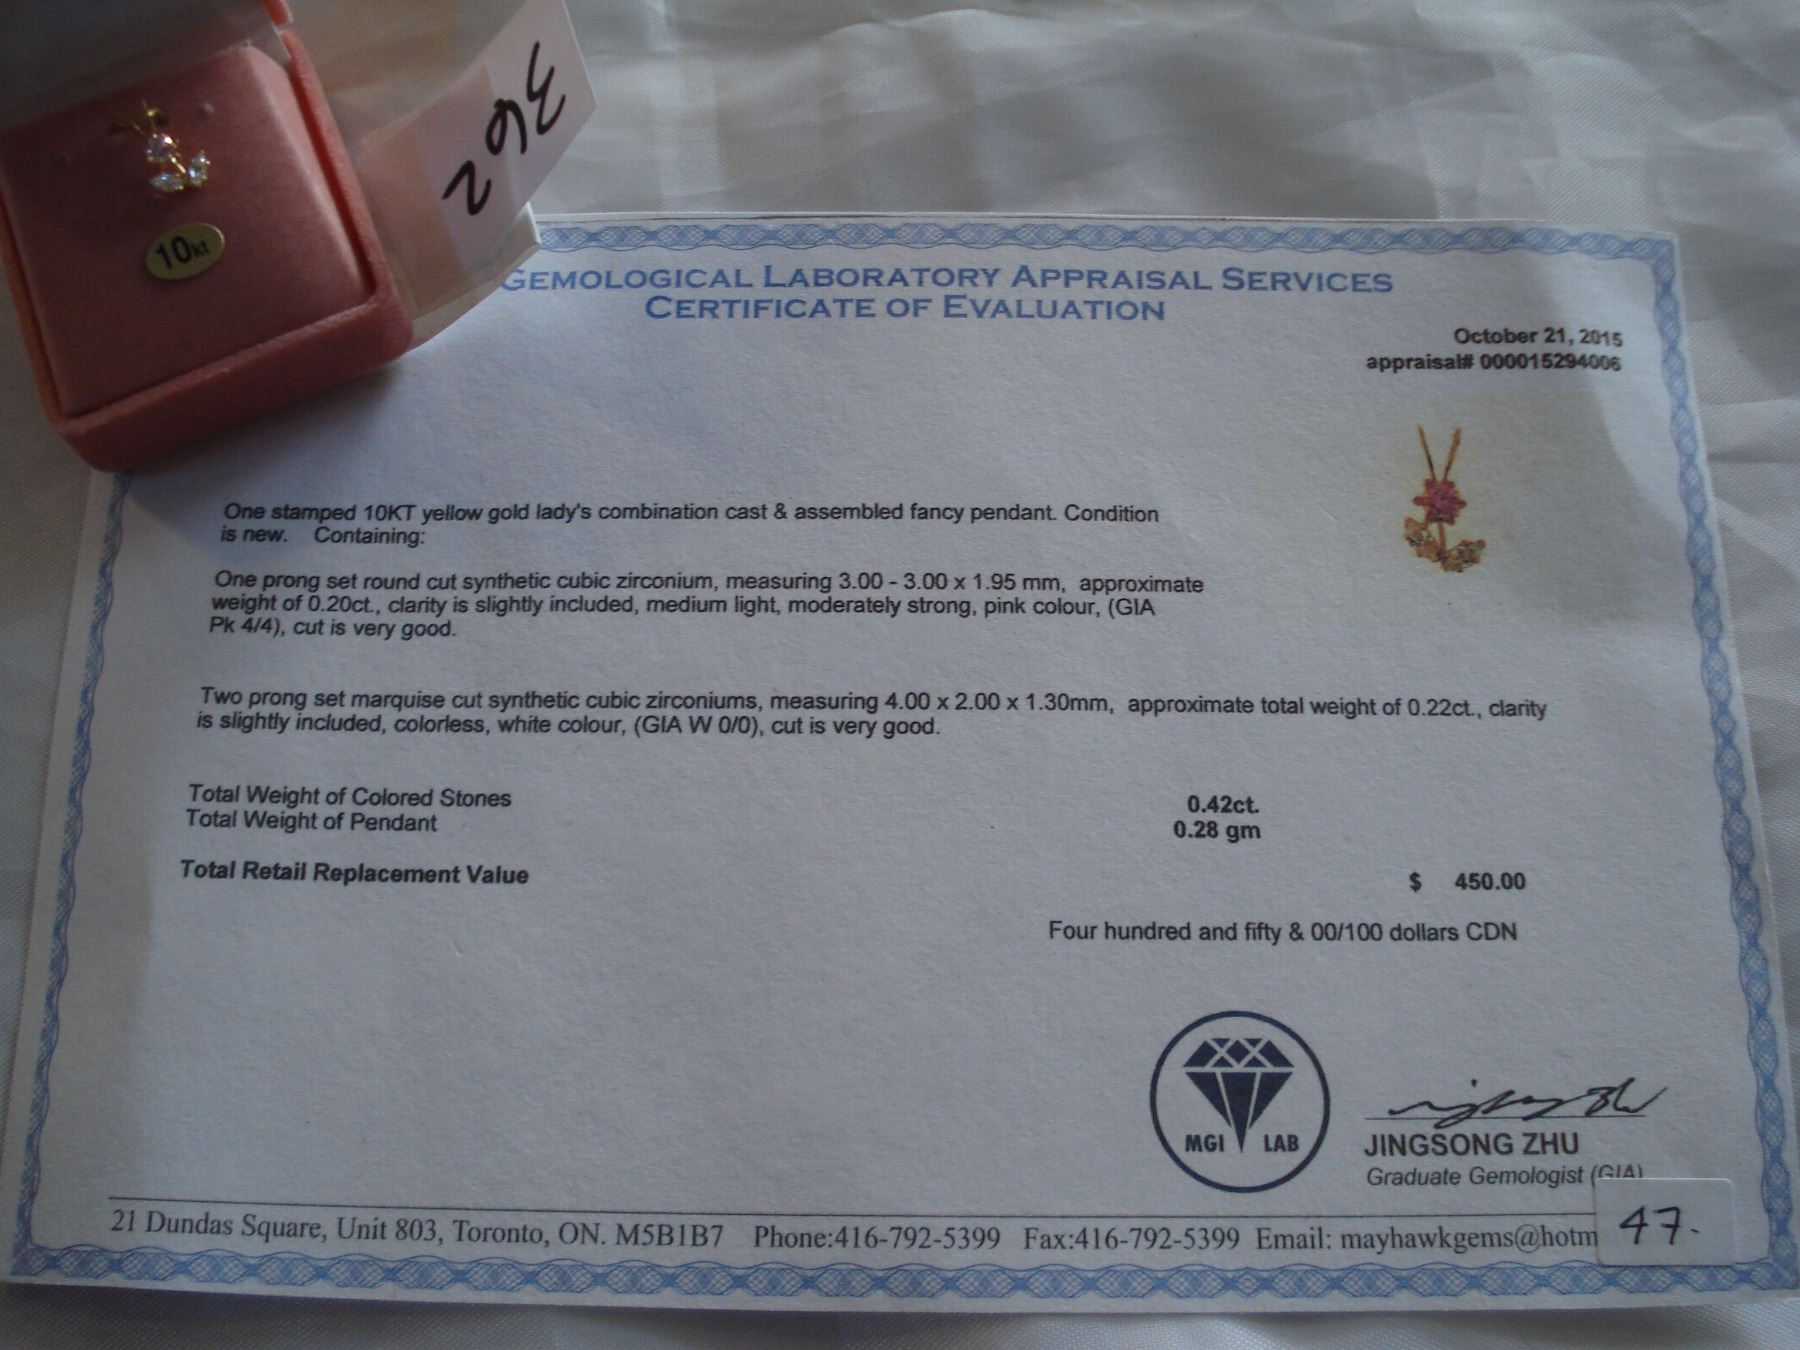 362
10kt
GEMOLOGICAL LABORATORY APPRAISAL SERVICES
CERTIFICATE OF EVALUATION
October 21, 2015
appraisal# 000015294006
One stamped 10KT yellow gold lady's combination cast & assembled fancy pendant. Condition
is new. Containing:
One prong set round cut synthetic cubic zirconium, measuring 3.00 - 3.00 x 1.95 mm, approximate
weight of 0.20ct., clarity is slightly included, medium light, moderately strong, pink colour, (GIA
Pk 4/4), cut is very good.
Two prong set marquise cut synthetic cubic zirconiums, measuring 4.00 x 2.00 x 1.30mm, approximate total weight of 0.22ct., clarity
is slightly included, colorless, white colour, (GIA W 0/0), cut is very good.
Total Weight of Colored Stones 0.42ct.
Total Weight of Pendant 0.28 gm
Total Retail Replacement Value $ 450.00
Four hundred and fifty & 00/100 dollars CDN
MGI LAB
JINGSONG ZHU
Graduate Gemologist (GIA)
21 Dundas Square, Unit 803, Toronto, ON. M5B1B7 Phone:416-792-5399 Fax:416-792-5399 Email: mayhawkgems@hotm
47.